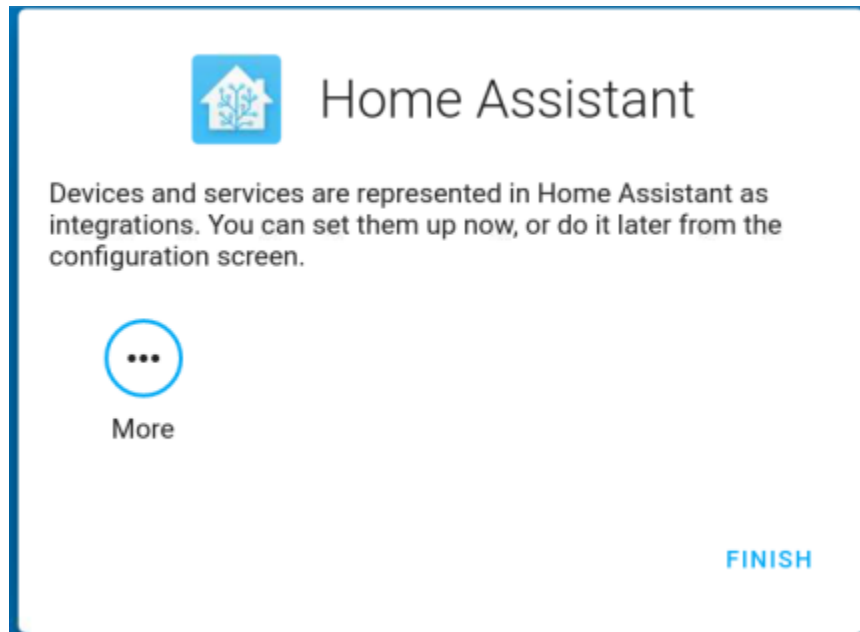 Home Assistant
Devices and services are represented in Home Assistant as
integrations. You can set them up now, or do it later from the
configuration screen.
More
FINISH